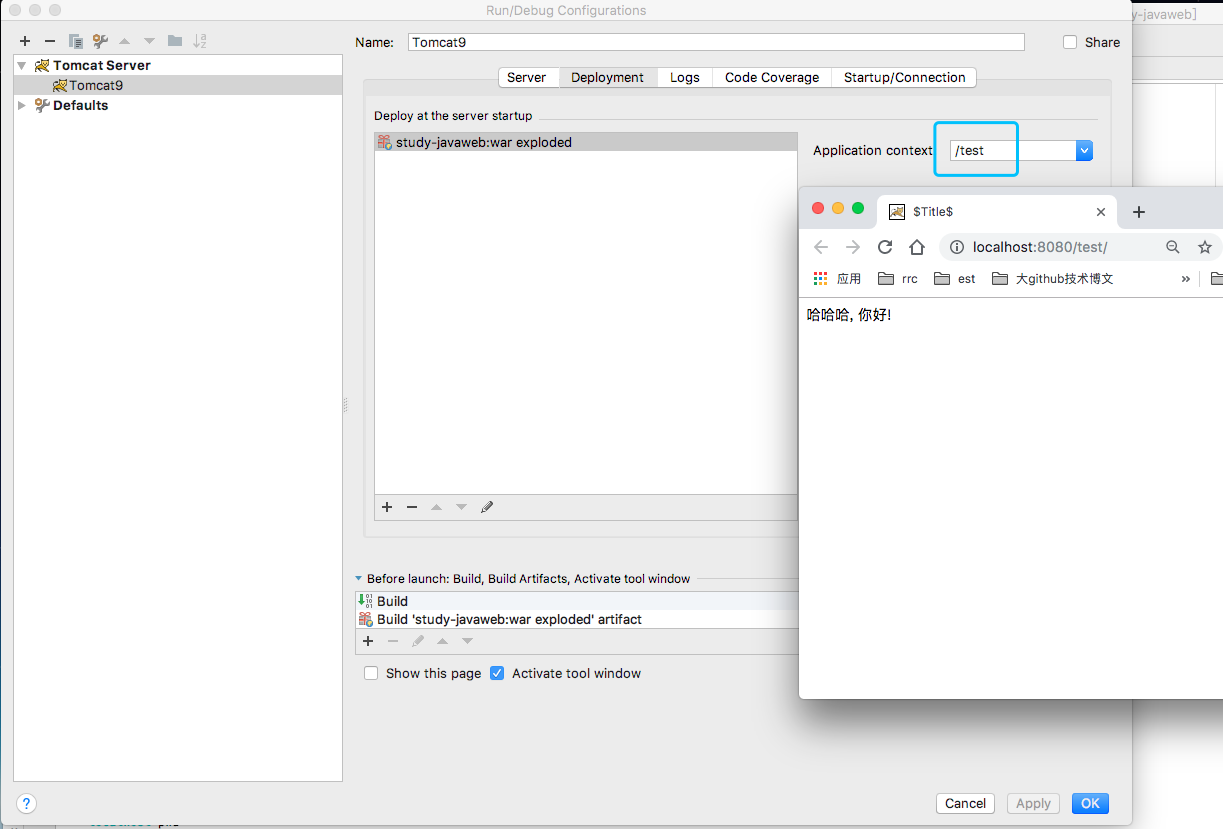 Run/Debug Configurations
y-javaweb]
Name: Tomcat9
Share
Tomcat Server
Tomcat9
Defaults
Server Deployment Logs Code Coverage Startup/Connection
Deploy at the server startup
study-javaweb:war exploded
Application context
/test
$Title$
localhost:8080/test/
应用 rrc est 大github技术博文 »
哈哈哈, 你好!
Before launch: Build, Build Artifacts, Activate tool window
Build
Build 'study-javaweb:war exploded' artifact
Show this page Activate tool window
? Cancel Apply OK